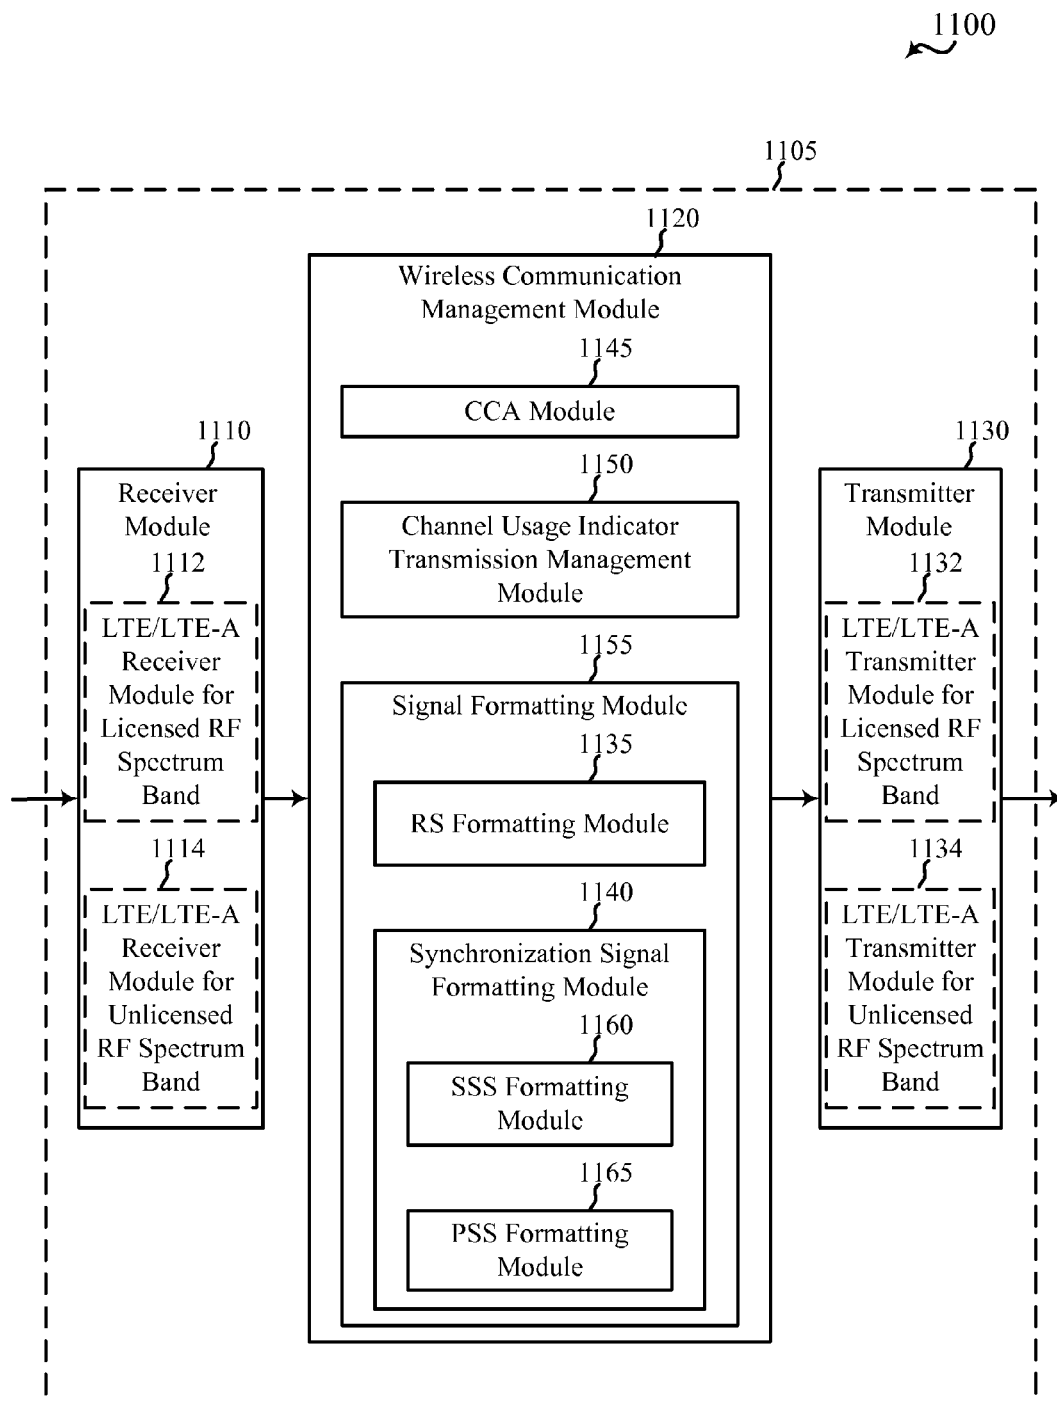 1100
1105
1120
Wireless Communication
Management Module
1145
CCA Module
1150
Channel Usage Indicator
Transmission Management
Module
1155
Signal Formatting Module
1135
RS Formatting Module
1140
Synchronization Signal
Formatting Module
1160
SSS Formatting
Module
1165
PSS Formatting
Module
1110
Receiver
Module
1112
LTE/LTE-A
Receiver
Module for
Licensed RF
Spectrum
Band
1114
LTE/LTE-A
Receiver
Module for
Unlicensed
RF Spectrum
Band
1130
Transmitter
Module
1132
LTE/LTE-A
Transmitter
Module for
Licensed RF
Spectrum
Band
1134
LTE/LTE-A
Transmitter
Module for
Unlicensed
RF Spectrum
Band